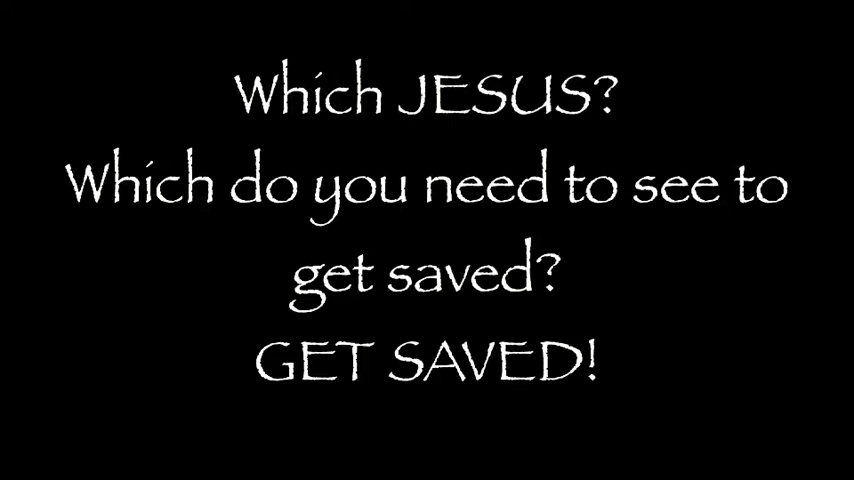 Which JESUS?
Which do you need to see to
get saved?
GET SAVED!